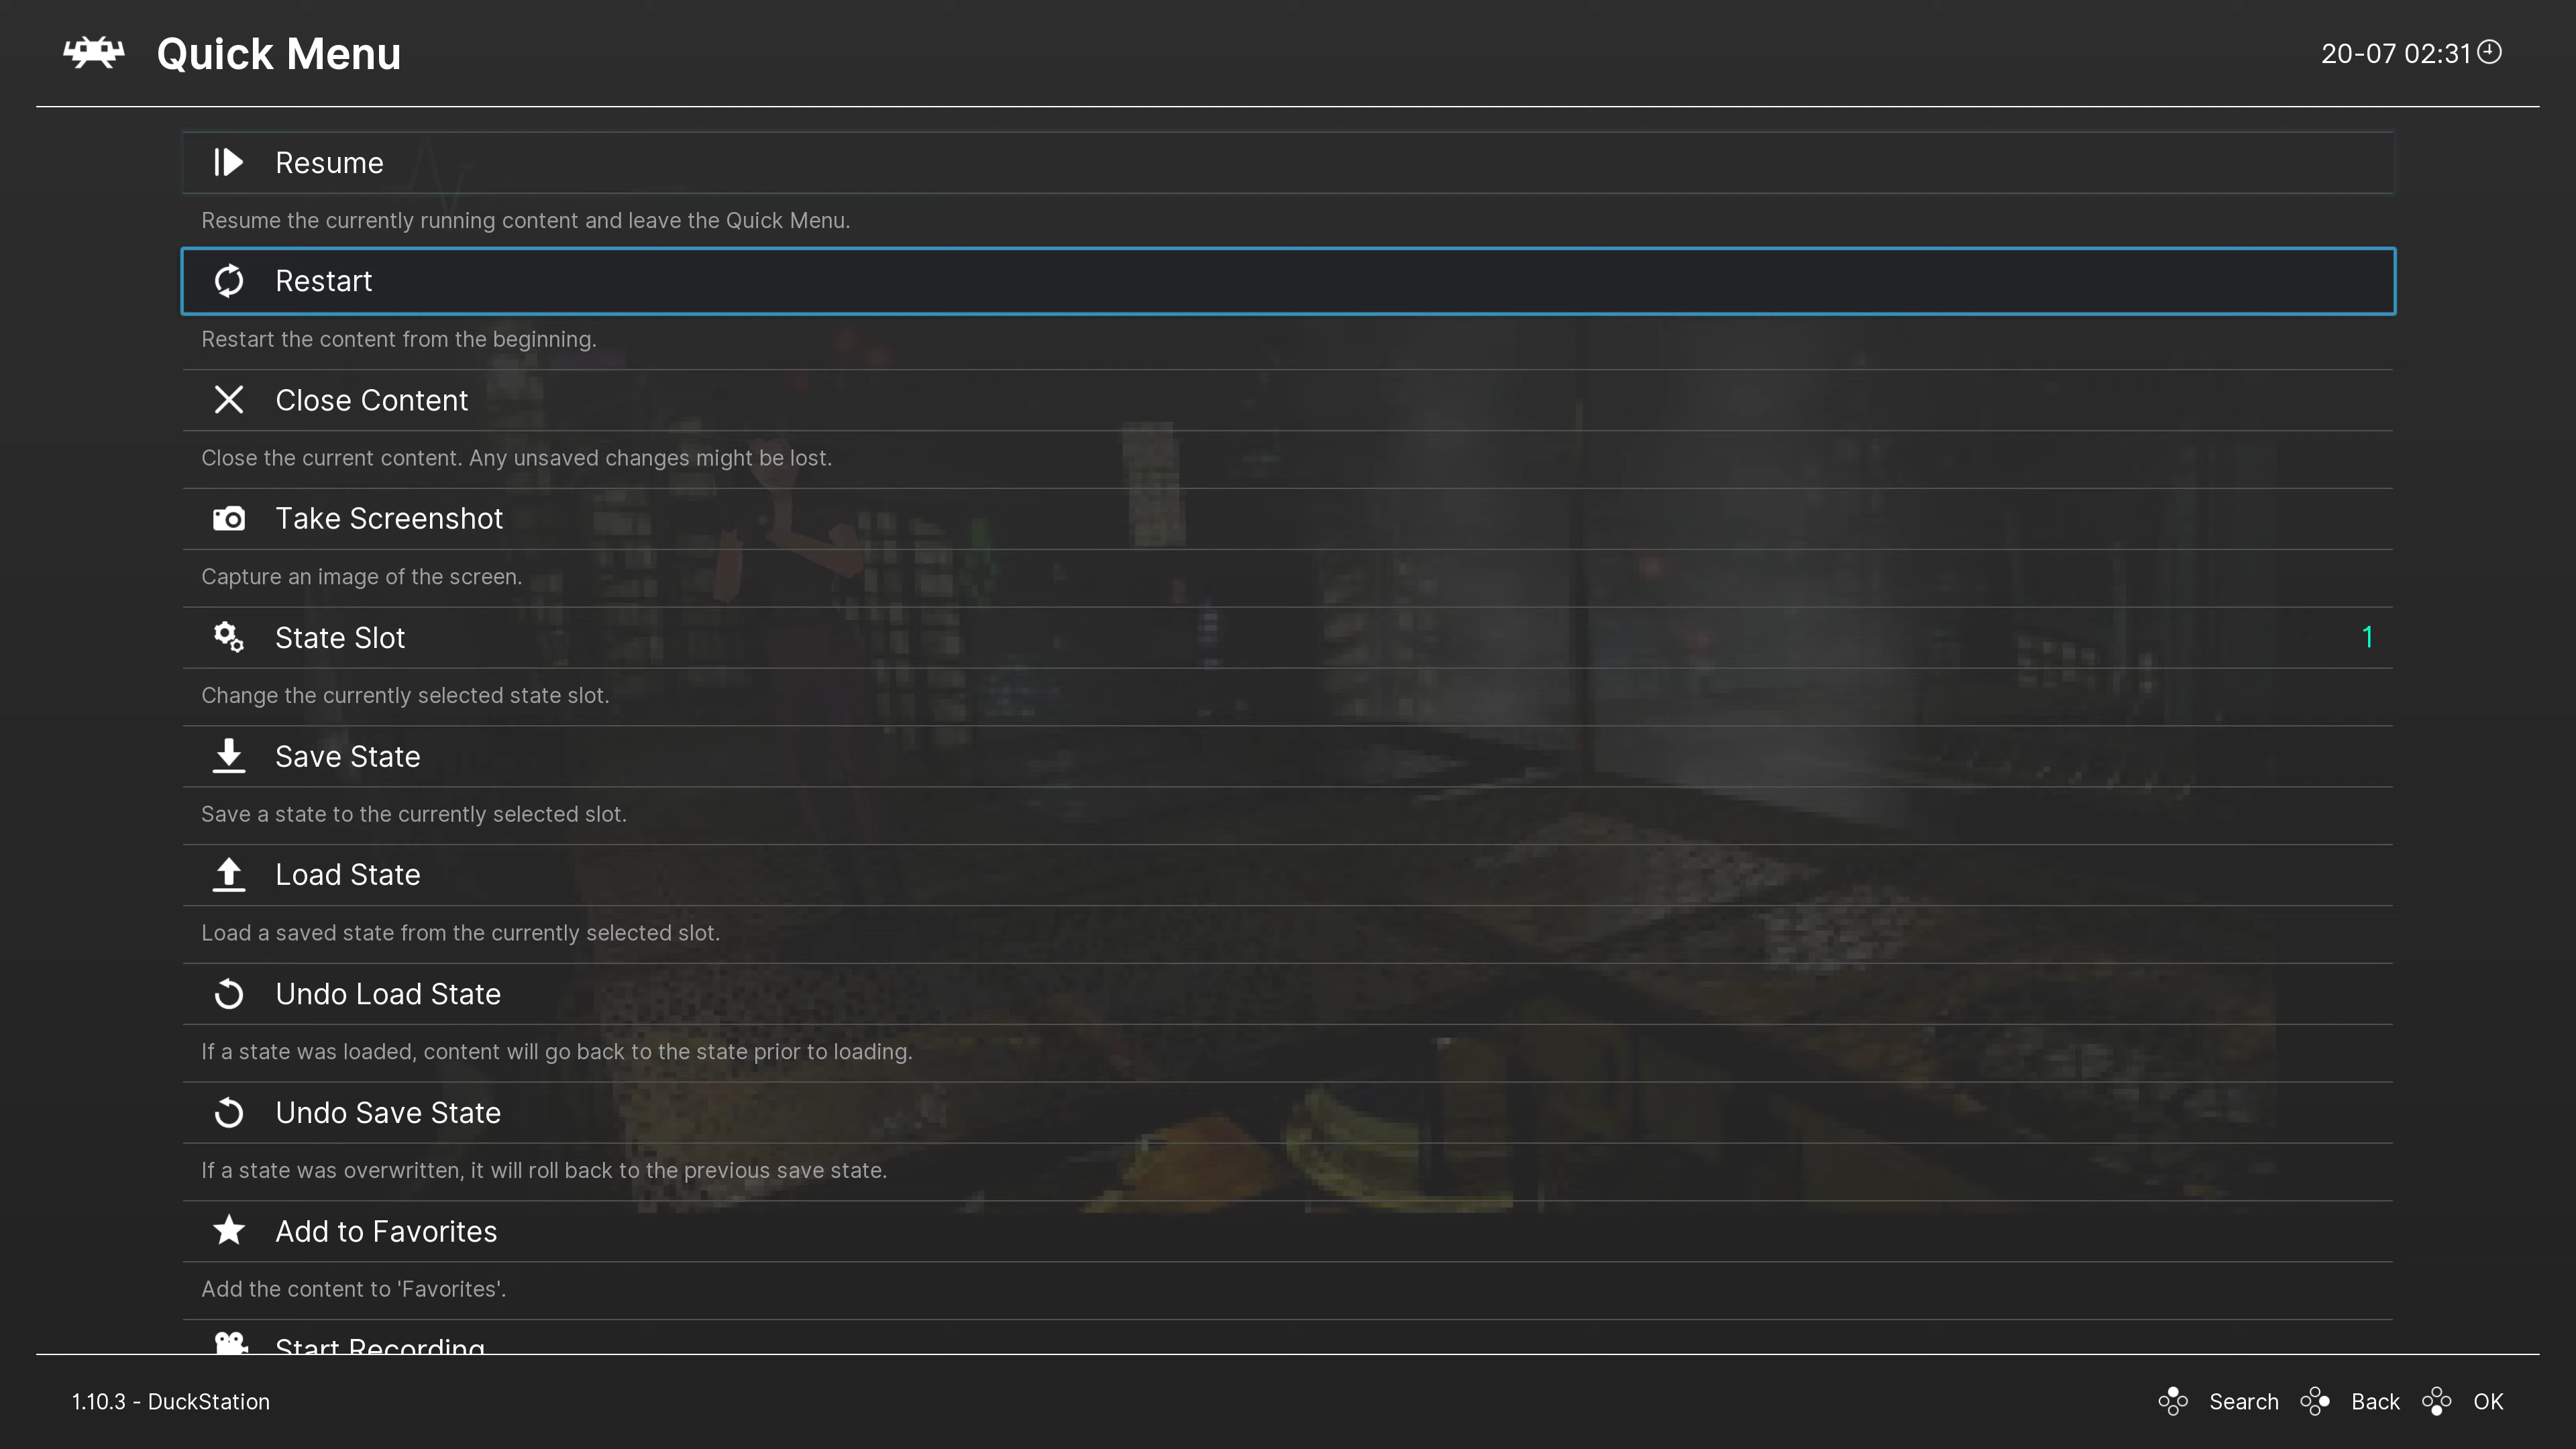 Quick Menu
20-07 02:31
Resume
Resume the currently running content and leave the Quick Menu.
Restart
Restart the content from the beginning.
Close Content
Close the current content. Any unsaved changes might be lost.
Take Screenshot
Capture an image of the screen.
State Slot 1
Change the currently selected state slot.
Save State
Save a state to the currently selected slot.
Load State
Load a saved state from the currently selected slot.
Undo Load State
If a state was loaded, content will go back to the state prior to loading.
Undo Save State
If a state was overwritten, it will roll back to the previous save state.
Add to Favorites
Add the content to 'Favorites'.
Start Recording
1.10.3 - DuckStation
Search Back OK